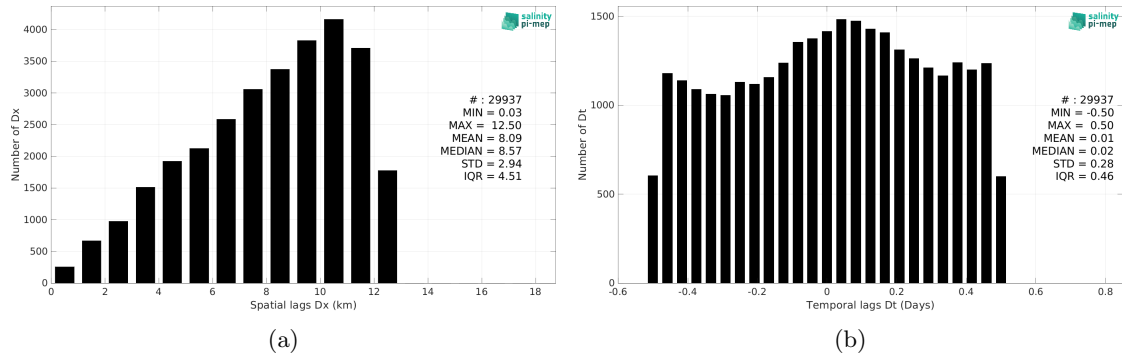 4000
3500
3000
2500
2000
1500
1000
500
0
Number of Dx
salinity
pi-mep
# : 29937
MIN = 0.03
MAX = 12.50
MEAN = 8.09
MEDIAN = 8.57
STD = 2.94
IQR = 4.51
0 2 4 6 8 10 12 14 16 18
Spatial lags Dx (km)
(a)
1500
1000
500
0
Number of Dt
salinity
pi-mep
# : 29937
MIN = -0.50
MAX = 0.50
MEAN = 0.01
MEDIAN = 0.02
STD = 0.28
IQR = 0.46
-0.6 -0.4 -0.2 0 0.2 0.4 0.6 0.8
Temporal lags Dt (Days)
(b)